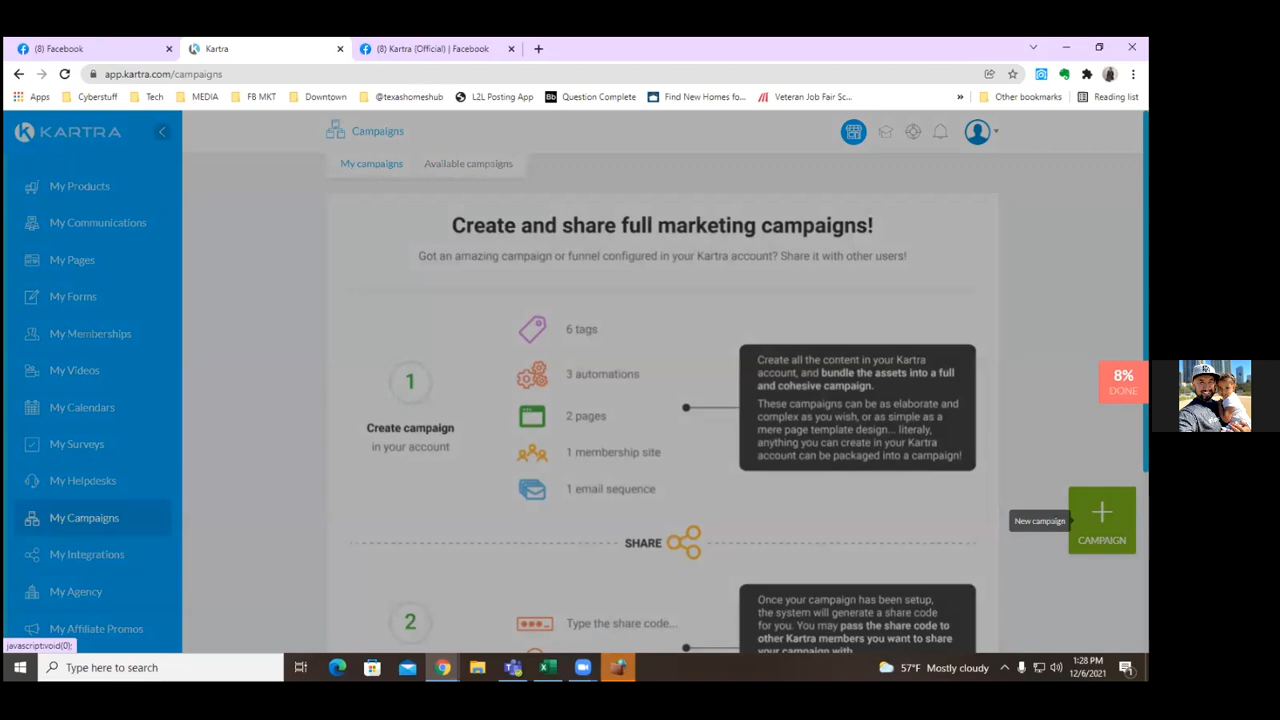 (8) Facebook
Kartra
(8) Kartra (Official) | Facebook
app.kartra.com/campaigns
Apps
Cyberstuff
Tech
MEDIA
FB MKT
Downtown
@texashomeshub
L2L Posting App
Bb
Question Complete
Find New Homes fo...
Veteran Job Fair Sc...
»
Other bookmarks
Reading list
KARTRA
Campaigns
My campaigns
Available campaigns
My Products
My Communications
My Pages
My Forms
My Memberships
My Videos
My Calendars
My Surveys
My Helpdesks
My Campaigns
My Integrations
My Agency
My Affiliate Promos
Create and share full marketing campaigns!
Got an amazing campaign or funnel configured in your Kartra account? Share it with other users!
1
Create campaign
in your account
6 tags
3 automations
2 pages
1 membership site
1 email sequence
Create all the content in your Kartra
account, and bundle the assets into a full
and cohesive campaign.
These campaigns can be as elaborate and
complex as you wish, or as simple as a
mere page template design... literaly,
anything you can create in your Kartra
account can be packaged into a campaign!
8%
DONE
New campaign
CAMPAIGN
SHARE
2
Type the share code...
Once your campaign has been setup,
the system will generate a share code
for you. You may pass the share code to
other Kartra members you want to share
your campaign with.
javascript:void(0);
Type here to search
57°F Mostly cloudy
1:28 PM
12/6/2021
1